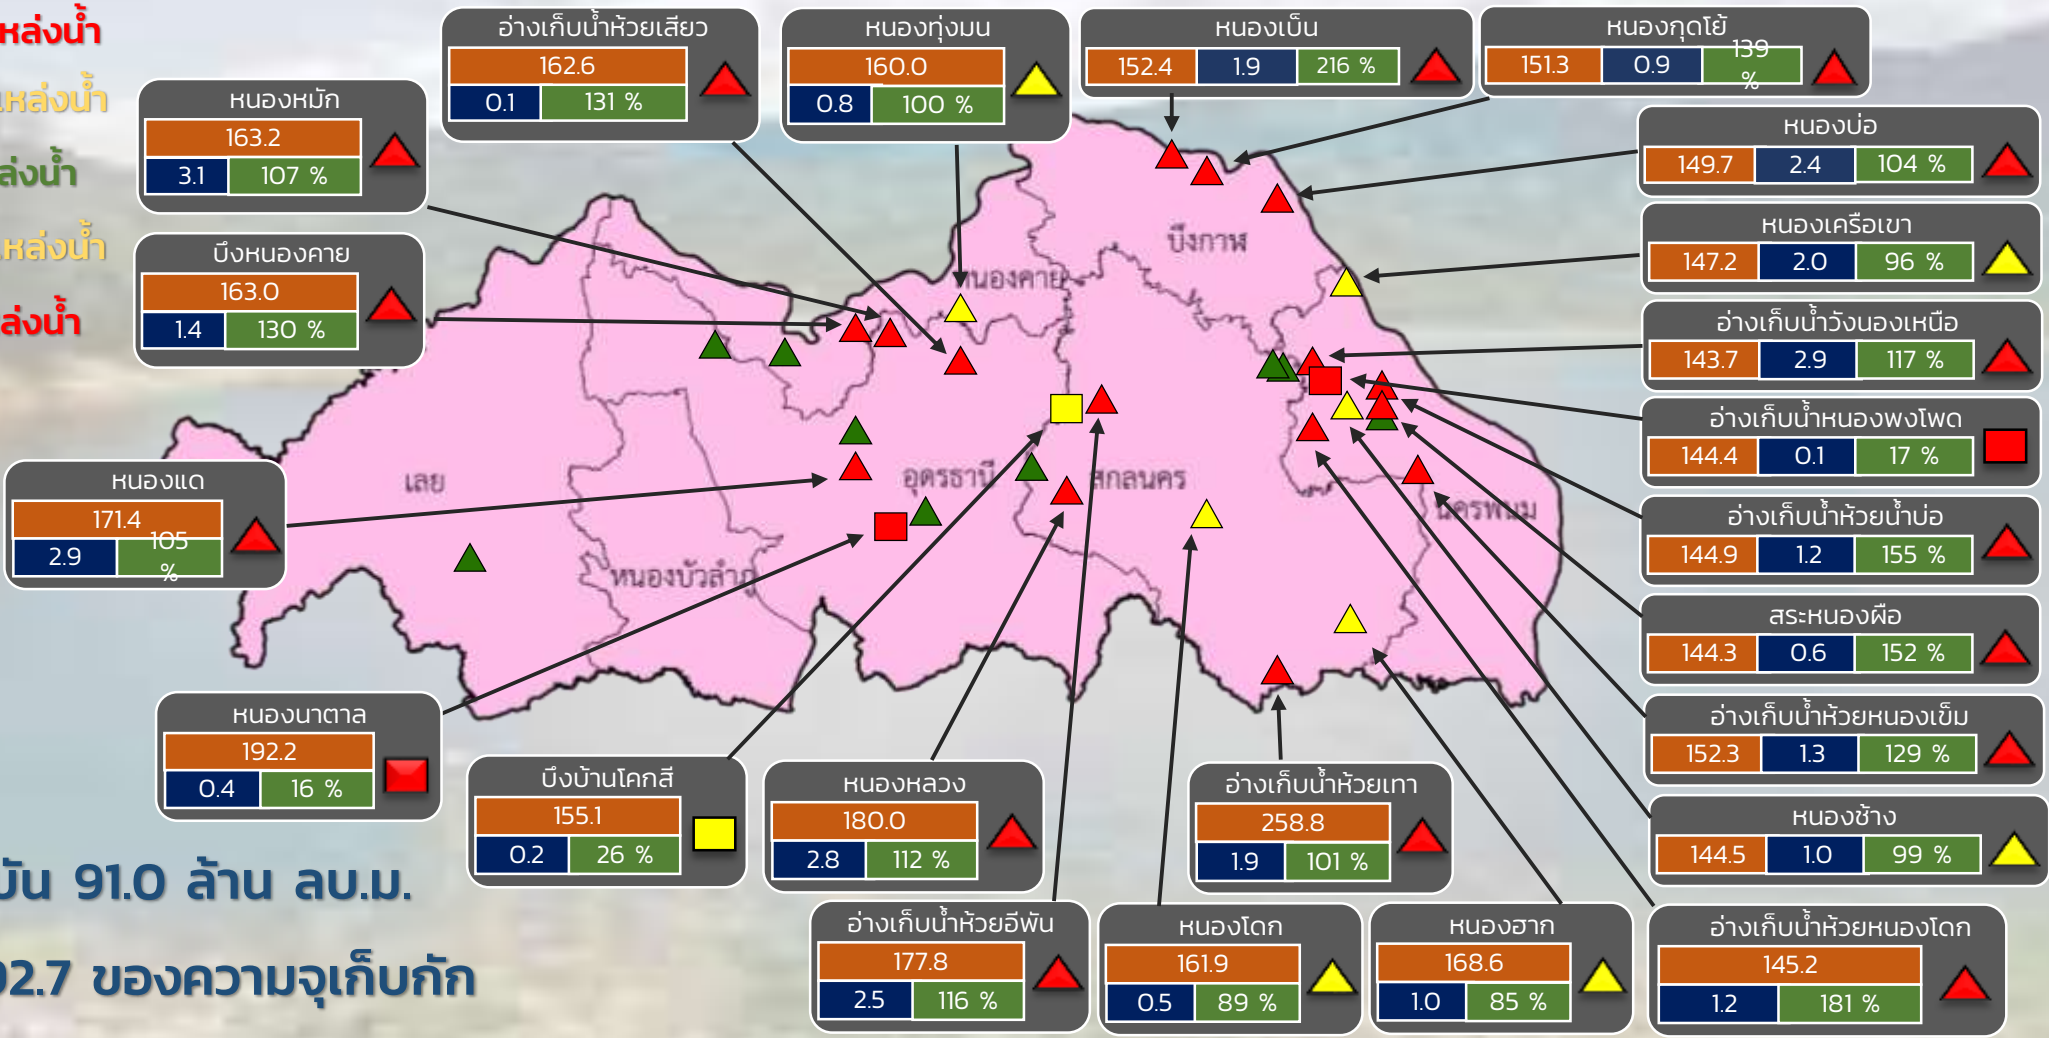 หล่งน้ำ
หล่งน้ำ
ล่งน้ำ
หล่งน้ำ
ล่งน้ำ
อ่างเก็บน้ำห้วยเสียว
162.6
0.1 131 %
หนองทุ่งมน
160.0
0.8 100 %
หนองเบ็น
152.4 1.9 216 %
หนองกุดโย้
151.3 0.9 139 %
หนองหมัก
163.2
3.1 107 %
บึงหนองคาย
163.0
1.4 130 %
หนองบ่อ
149.7 2.4 104 %
หนองเครือเขา
147.2 2.0 96 %
อ่างเก็บน้ำวังนองเหนือ
143.7 2.9 117 %
อ่างเก็บน้ำหนองพงโพด
144.4 0.1 17 %
อ่างเก็บน้ำห้วยน้ำบ่อ
144.9 1.2 155 %
สระหนองผือ
144.3 0.6 152 %
อ่างเก็บน้ำห้วยหนองเข็ม
152.3 1.3 129 %
หนองช้าง
144.5 1.0 99 %
บึงกาฬ
หนองคาย
เลย
อุดรธานี
สกลนคร
นครพนม
หนองบัวลำภู
หนองแด
171.4
2.9 105 %
หนองนาตาล
192.2
0.4 16 %
บึงบ้านโคกสี
155.1
0.2 26 %
หนองหลวง
180.0
2.8 112 %
อ่างเก็บน้ำห้วยเทา
258.8
1.9 101 %
อ่างเก็บน้ำห้วยอีพัน
177.8
2.5 116 %
หนองโดก
161.9
0.5 89 %
หนองฮาก
168.6
1.0 85 %
อ่างเก็บน้ำห้วยหนองโดก
145.2
1.2 181 %
บัน 91.0 ล้าน ลบ.ม.
92.7 ของความจุเก็บกัก